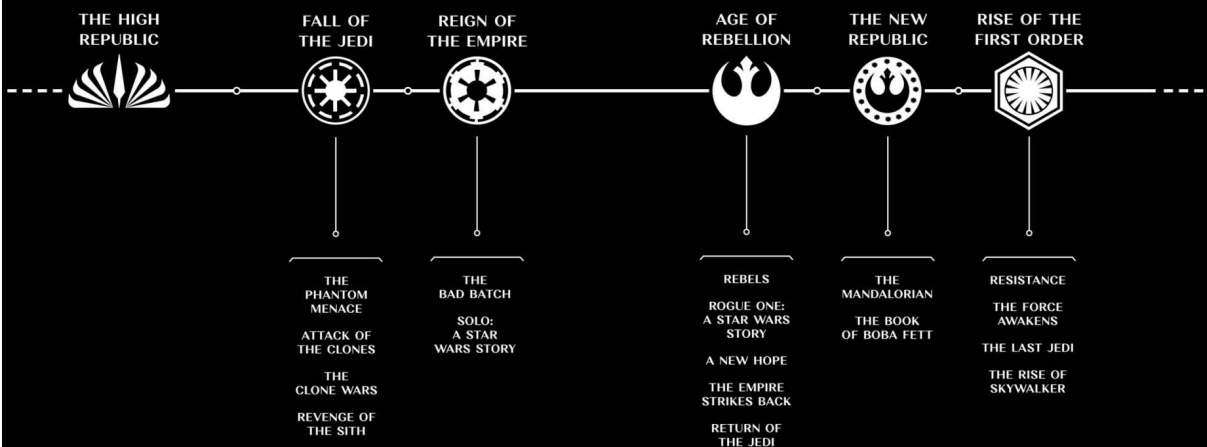 THE HIGH
REPUBLIC
FALL OF
THE JEDI
REIGN OF
THE EMPIRE
AGE OF
REBELLION
THE NEW
REPUBLIC
RISE OF THE
FIRST ORDER
THE
PHANTOM
MENACE
ATTACK OF
THE CLONES
THE
CLONE WARS
REVENGE OF
THE SITH
THE
BAD BATCH
SOLO:
A STAR
WARS STORY
REBELS
ROGUE ONE:
A STAR WARS
STORY
A NEW HOPE
THE EMPIRE
STRIKES BACK
RETURN OF
THE JEDI
THE
MANDALORIAN
THE BOOK
OF BOBA FETT
RESISTANCE
THE FORCE
AWAKENS
THE LAST JEDI
THE RISE OF
SKYWALKER